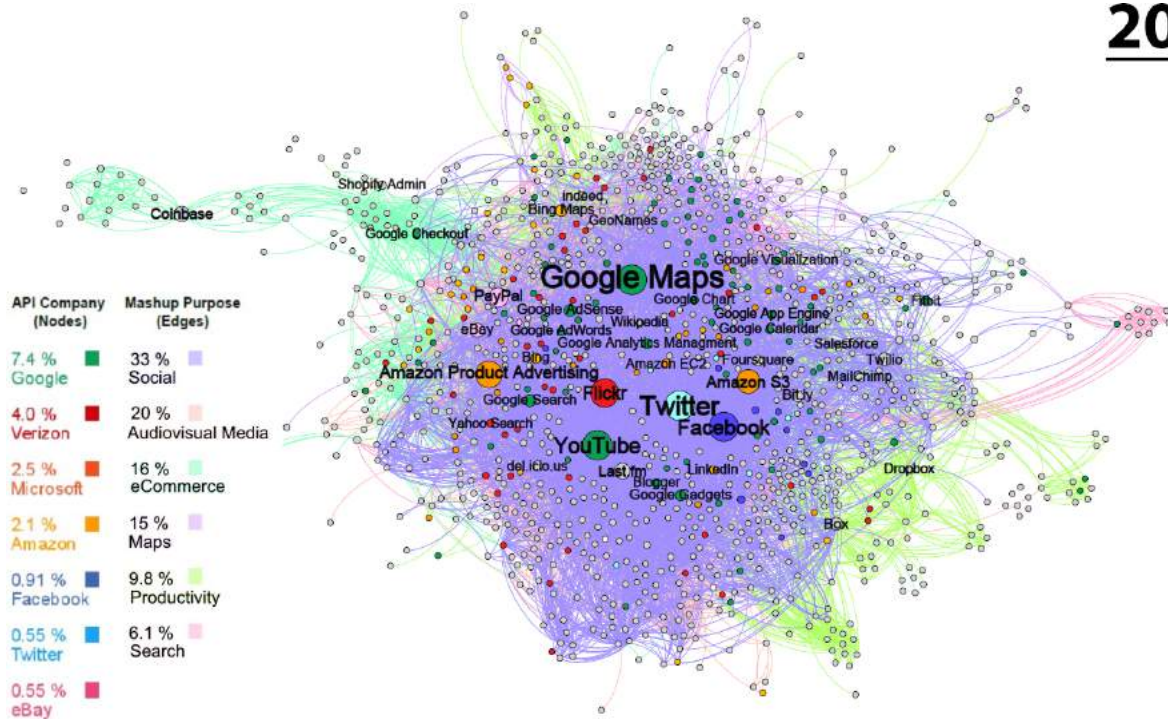 20
Shopify Admin
Coinbase
Google Checkout
Indeed,
Bing Maps
GeoNames
Google Visualization
Google Maps
PayPal
Google AdSense
Google Chart
Google App Engine
Fitbit
Wikipedia
eBay
Google AdWords
Google Calendar
Google Analytics Managment
Salesforce
Bing
Amazon EC2
Foursquare
Twilio
Amazon Product Advertising
Amazon S3
MailChimp
Flickr
Bit.ly
Google Search
Twitter
Yahoo Search
Facebook
YouTube
del.icio.us
Last.fm
LinkedIn
Dropbox
Blogger
Google Gadgets
Box
API Company
(Nodes)
7.4 %
Google
4.0 %
Verizon
2.5 %
Microsoft
2.1 %
Amazon
0.91 %
Facebook
0.55 %
Twitter
0.55 %
eBay
Mashup Purpose
(Edges)
33 %
Social
20 %
Audiovisual Media
16 %
eCommerce
15 %
Maps
9.8 %
Productivity
6.1 %
Search